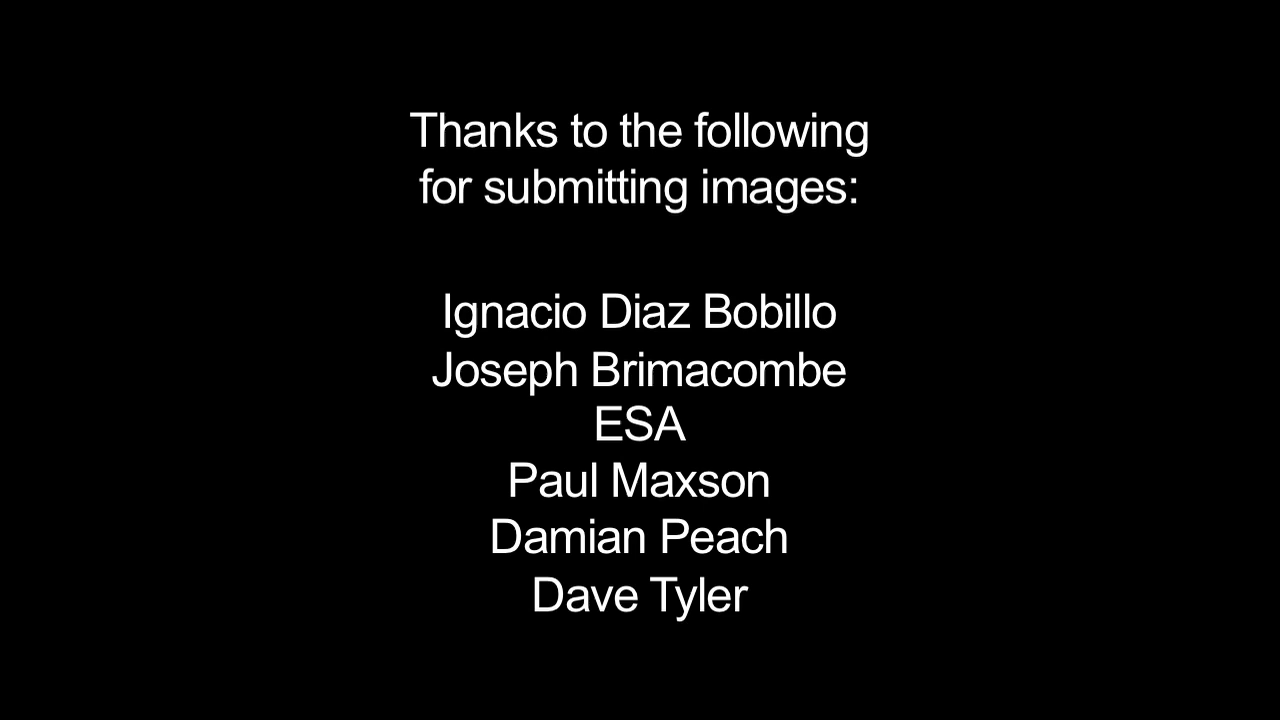 Thanks to the following
for submitting images:
Ignacio Diaz Bobillo
Joseph Brimacombe
ESA
Paul Maxson
Damian Peach
Dave Tyler